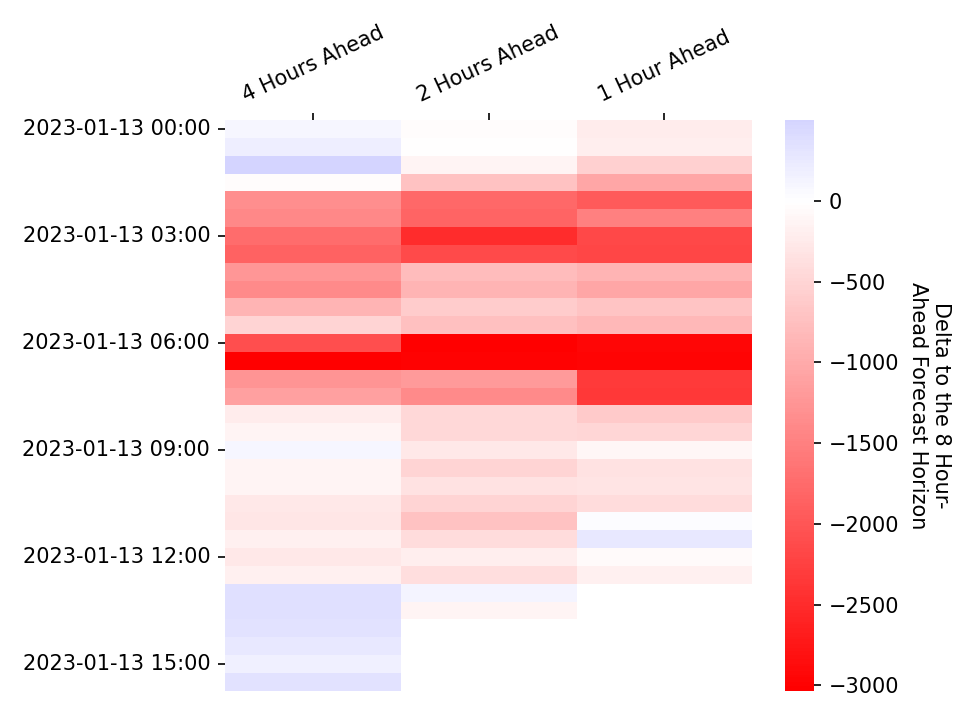 4 Hours Ahead
2 Hours Ahead
1 Hour Ahead
2023-01-13 00:00
2023-01-13 03:00
2023-01-13 06:00
2023-01-13 09:00
2023-01-13 12:00
2023-01-13 15:00
0
−500
−1000
−1500
−2000
−2500
−3000
Delta to the 8 Hour-
Ahead Forecast Horizon